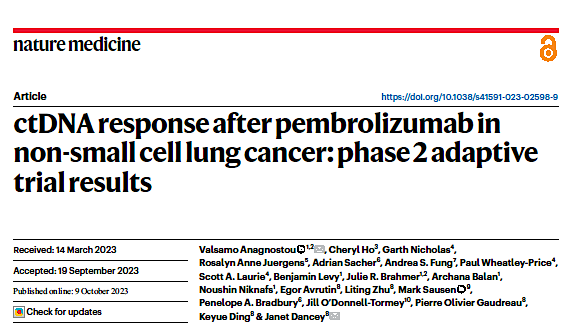 nature medicine
Article
https://doi.org/10.1038/s41591-023-02598-9
ctDNA response after pembrolizumab in
non-small cell lung cancer: phase 2 adaptive
trial results
Received: 14 March 2023
Accepted: 19 September 2023
Published online: 9 October 2023
Check for updates
Valsamo Anagnostou 1,2, Cheryl Ho3, Garth Nicholas4,
Rosalyn Anne Juergens5, Adrian Sacher6, Andrea S. Fung7, Paul Wheatley-Price4,
Scott A. Laurie4, Benjamin Levy1, Julie R. Brahmer1,2, Archana Balan1,
Noushin Niknafs1, Egor Avrutin8, Liting Zhu8, Mark Sausen9,
Penelope A. Bradbury6, Jill O'Donnell-Tormey10, Pierre Olivier Gaudreau8,
Keyue Ding8 & Janet Dancey8